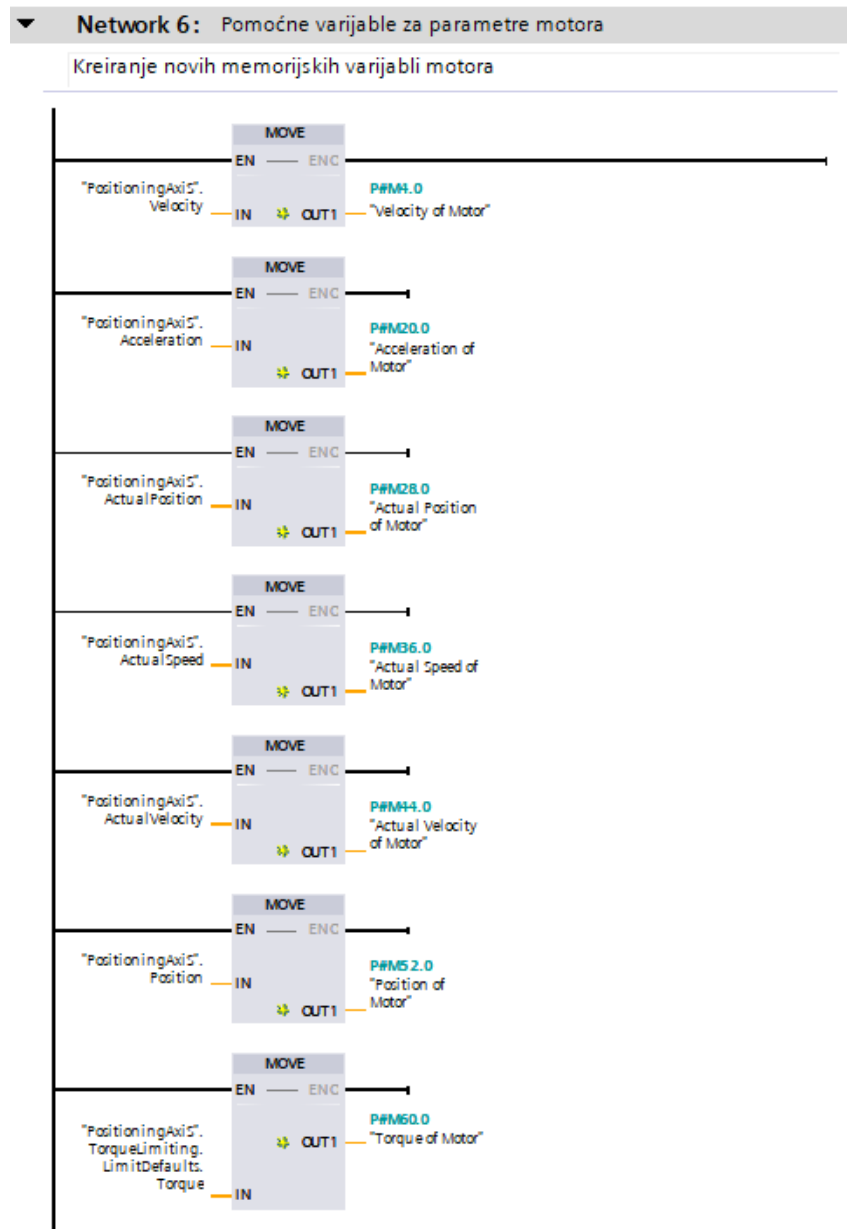 Network 6: Pomoćne varijable za parametre motora
Kreiranje novih memorijskih varijabli motora
MOVE
EN ENO
"PositioningAxis".
Velocity
IN
OUT1
P#M4.0
"Velocity of Motor"
MOVE
EN ENO
"PositioningAxis".
Acceleration
IN
OUT1
P#M20.0
"Acceleration of
Motor"
MOVE
EN ENO
"PositioningAxis".
ActualPosition
IN
OUT1
P#M28.0
"Actual Position
of Motor"
MOVE
EN ENO
"PositioningAxis".
ActualSpeed
IN
OUT1
P#M36.0
"Actual Speed of
Motor"
MOVE
EN ENO
"PositioningAxis".
ActualVelocity
IN
OUT1
P#M44.0
"Actual Velocity
of Motor"
MOVE
EN ENO
"PositioningAxis".
Position
IN
OUT1
P#M52.0
"Position of
Motor"
MOVE
EN ENO
"PositioningAxis".
TorqueLimiting.
LimitDefaults.
Torque
IN
OUT1
P#M60.0
"Torque of Motor"